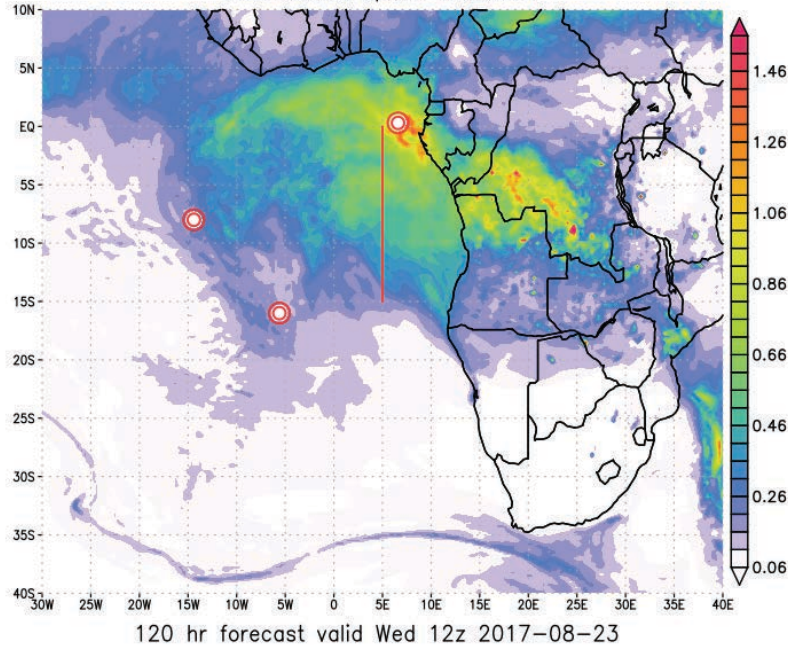 10N
5N
EQ
5S
10S
15S
20S
25S
30S
35S
40S
30W 25W 20W 15W 10W 5W 0 5E 10E 15E 20E 25E 30E 35E 40E
1.46
1.26
1.06
0.86
0.66
0.46
0.26
0.06
120 hr forecast valid Wed 12z 2017-08-23